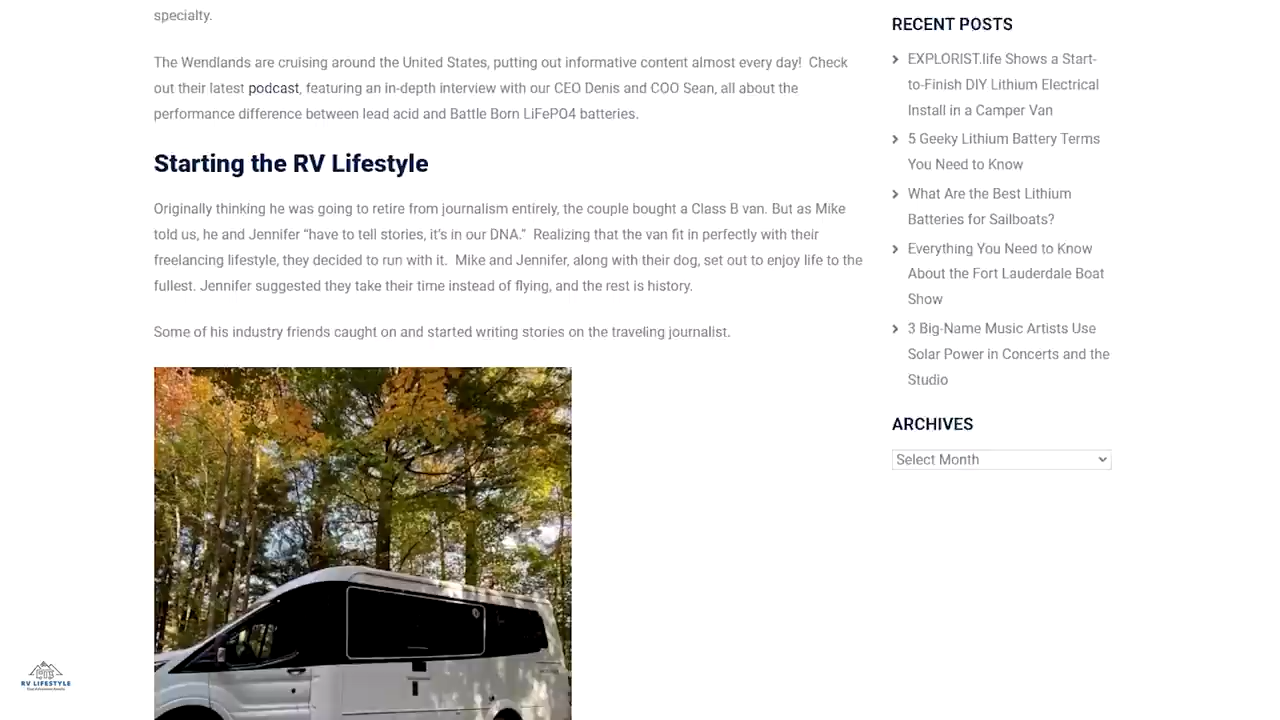 specialty.
The Wendlands are cruising around the United States, putting out informative content almost every day!  Check
out their latest podcast, featuring an in-depth interview with our CEO Denis and COO Sean, all about the
performance difference between lead acid and Battle Born LiFePO4 batteries.
Starting the RV Lifestyle
Originally thinking he was going to retire from journalism entirely, the couple bought a Class B van. But as Mike
told us, he and Jennifer “have to tell stories, it’s in our DNA.”  Realizing that the van fit in perfectly with their
freelancing lifestyle, they decided to run with it.  Mike and Jennifer, along with their dog, set out to enjoy life to the
fullest. Jennifer suggested they take their time instead of flying, and the rest is history.
Some of his industry friends caught on and started writing stories on the traveling journalist.
RECENT POSTS
EXPLORIST.life Shows a Start-
to-Finish DIY Lithium Electrical
Install in a Camper Van
5 Geeky Lithium Battery Terms
You Need to Know
What Are the Best Lithium
Batteries for Sailboats?
Everything You Need to Know
About the Fort Lauderdale Boat
Show
3 Big-Name Music Artists Use
Solar Power in Concerts and the
Studio
ARCHIVES
Select Month
RV LIFESTYLE